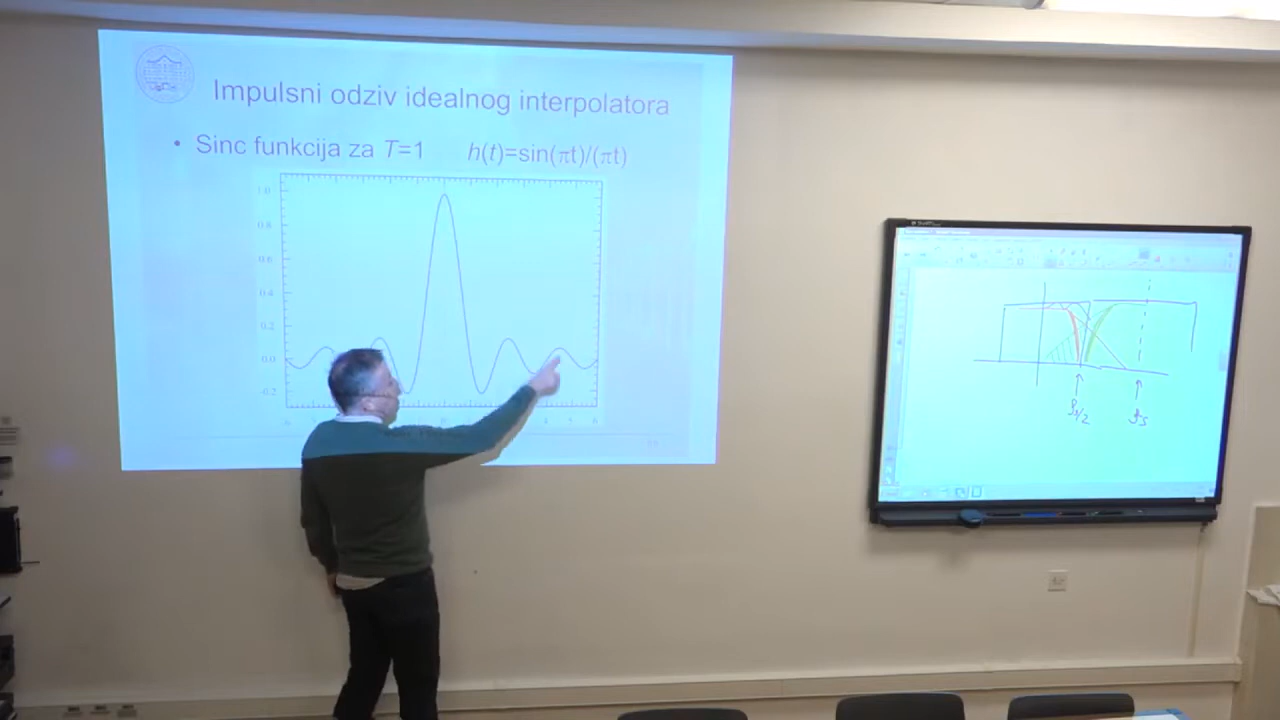 Impulsni odziv idealnog interpolatora
• Sinc funkcija za T=1 h(t)=sin(πt)/(πt)
1.0
0.8
0.6
0.4
0.2
0.0
-0.2
fs/2
fs